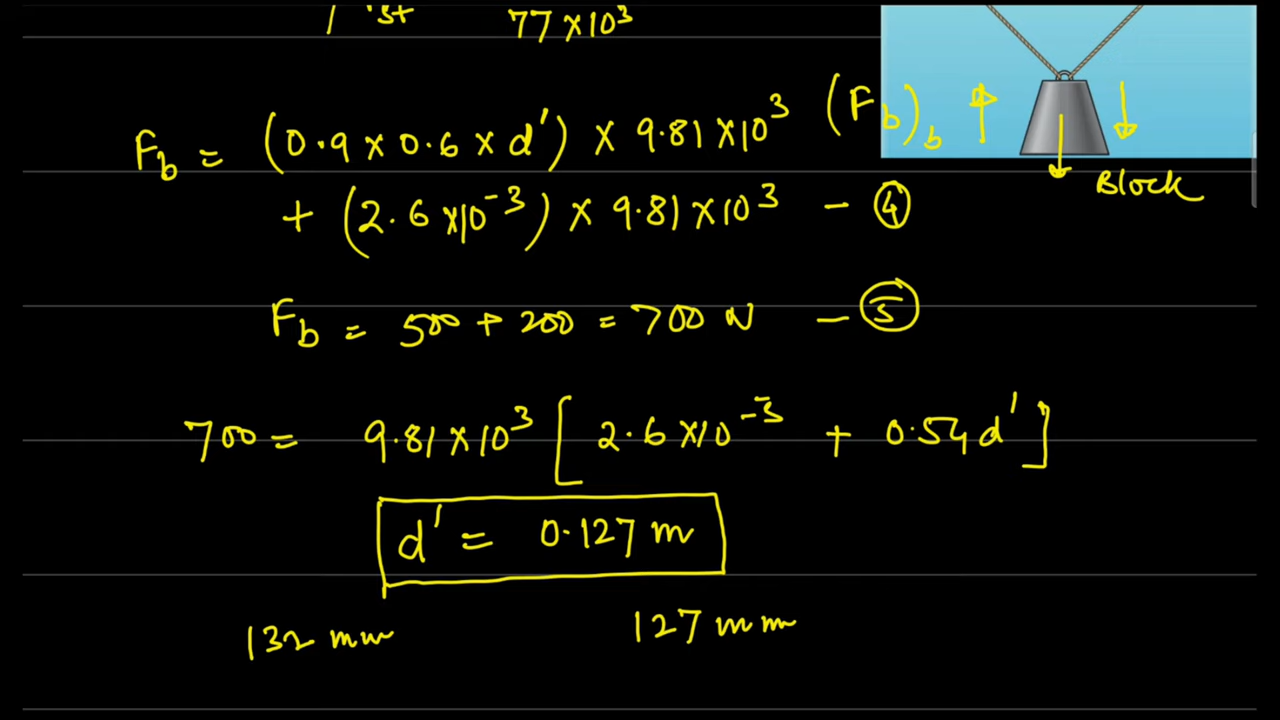 77 × 10³
F_b = (0.9 × 0.6 × d') × 9.81 × 10³ (F_b)_b
+ (2.6 × 10⁻³) × 9.81 × 10³ - ④
Block
F_b = 500 + 200 = 700 N - ⑤
700 = 9.81 × 10³ [2.6 × 10⁻³ + 0.54 d']
d' = 0.127 m
132 mm 127 mm